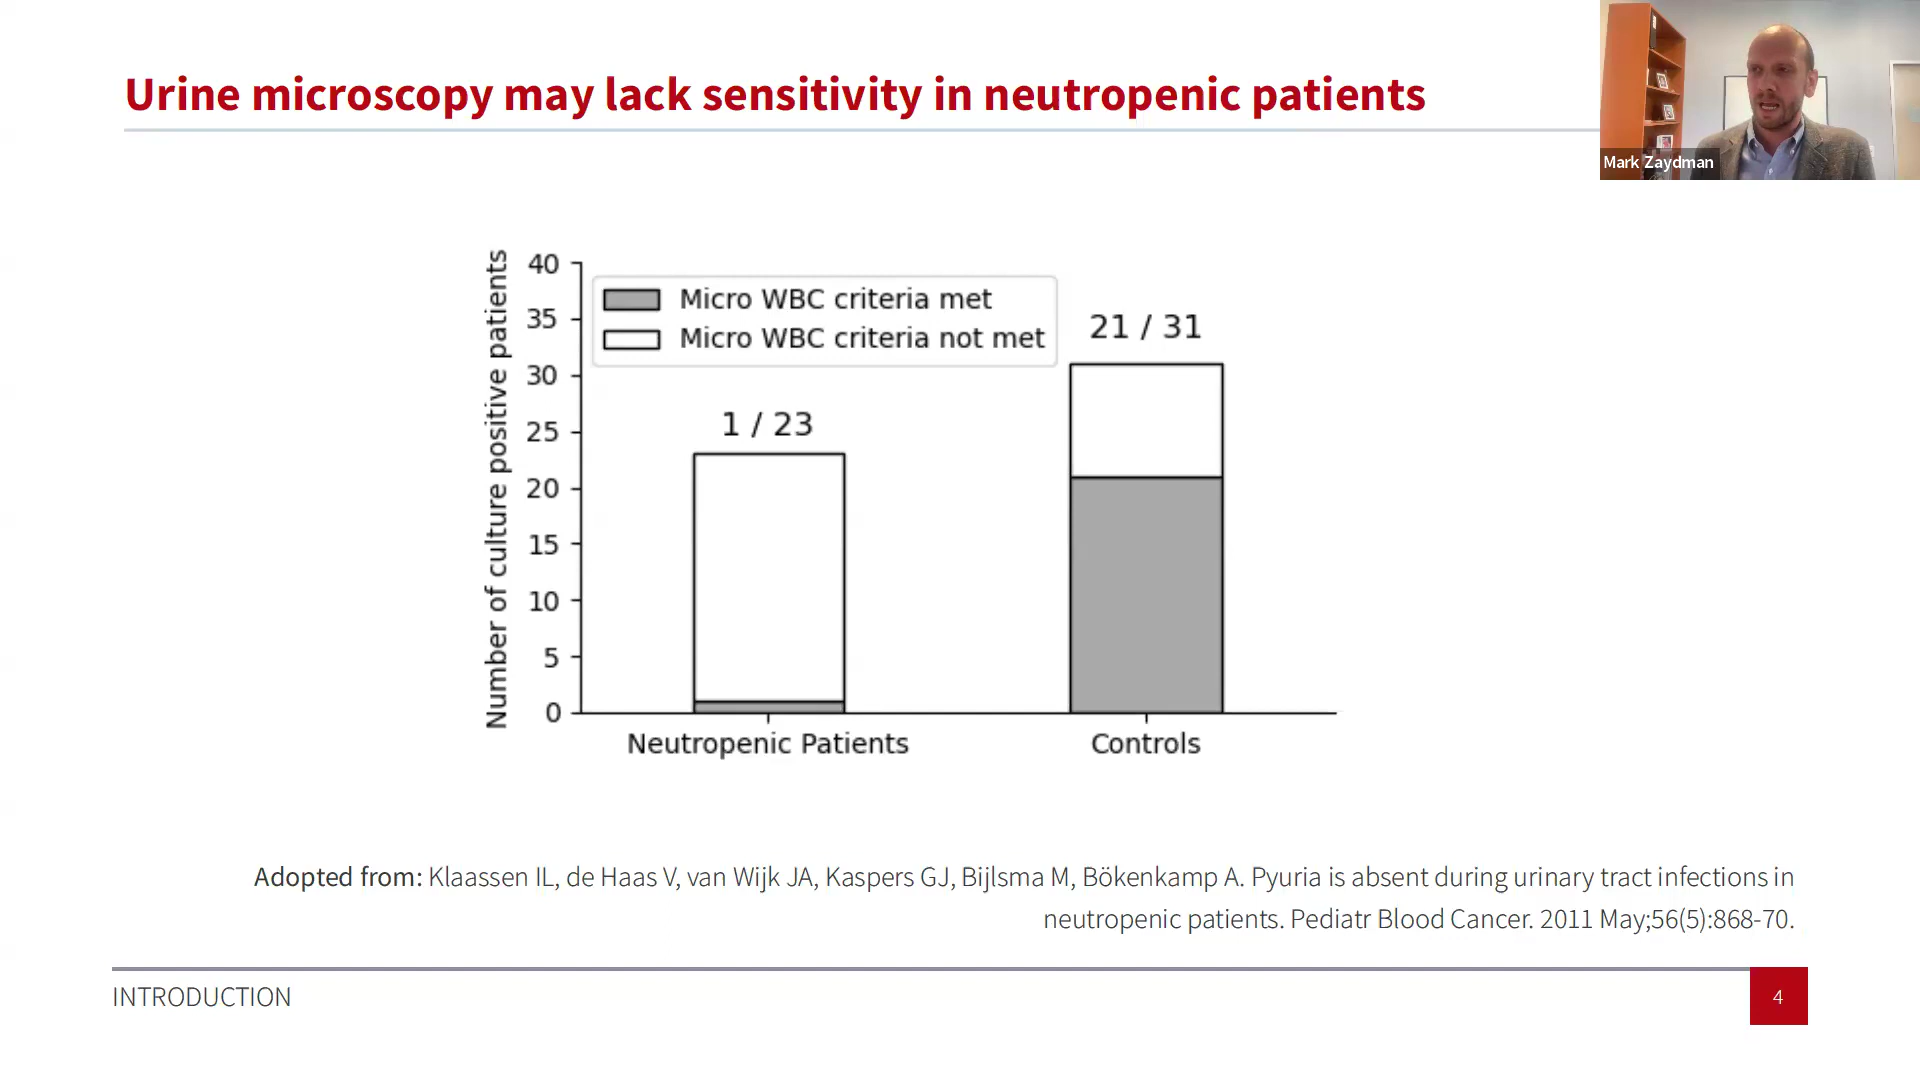 Urine microscopy may lack sensitivity in neutropenic patients
Mark Zaydman
Number of culture positive patients
40
35
30
25
20
15
10
5
0
Micro WBC criteria met
Micro WBC criteria not met
1 / 23
21 / 31
Neutropenic Patients
Controls
Adopted from: Klaassen IL, de Haas V, van Wijk JA, Kaspers GJ, Bijlsma M, Bökenkamp A. Pyuria is absent during urinary tract infections in
neutropenic patients. Pediatr Blood Cancer. 2011 May;56(5):868-70.
INTRODUCTION
4